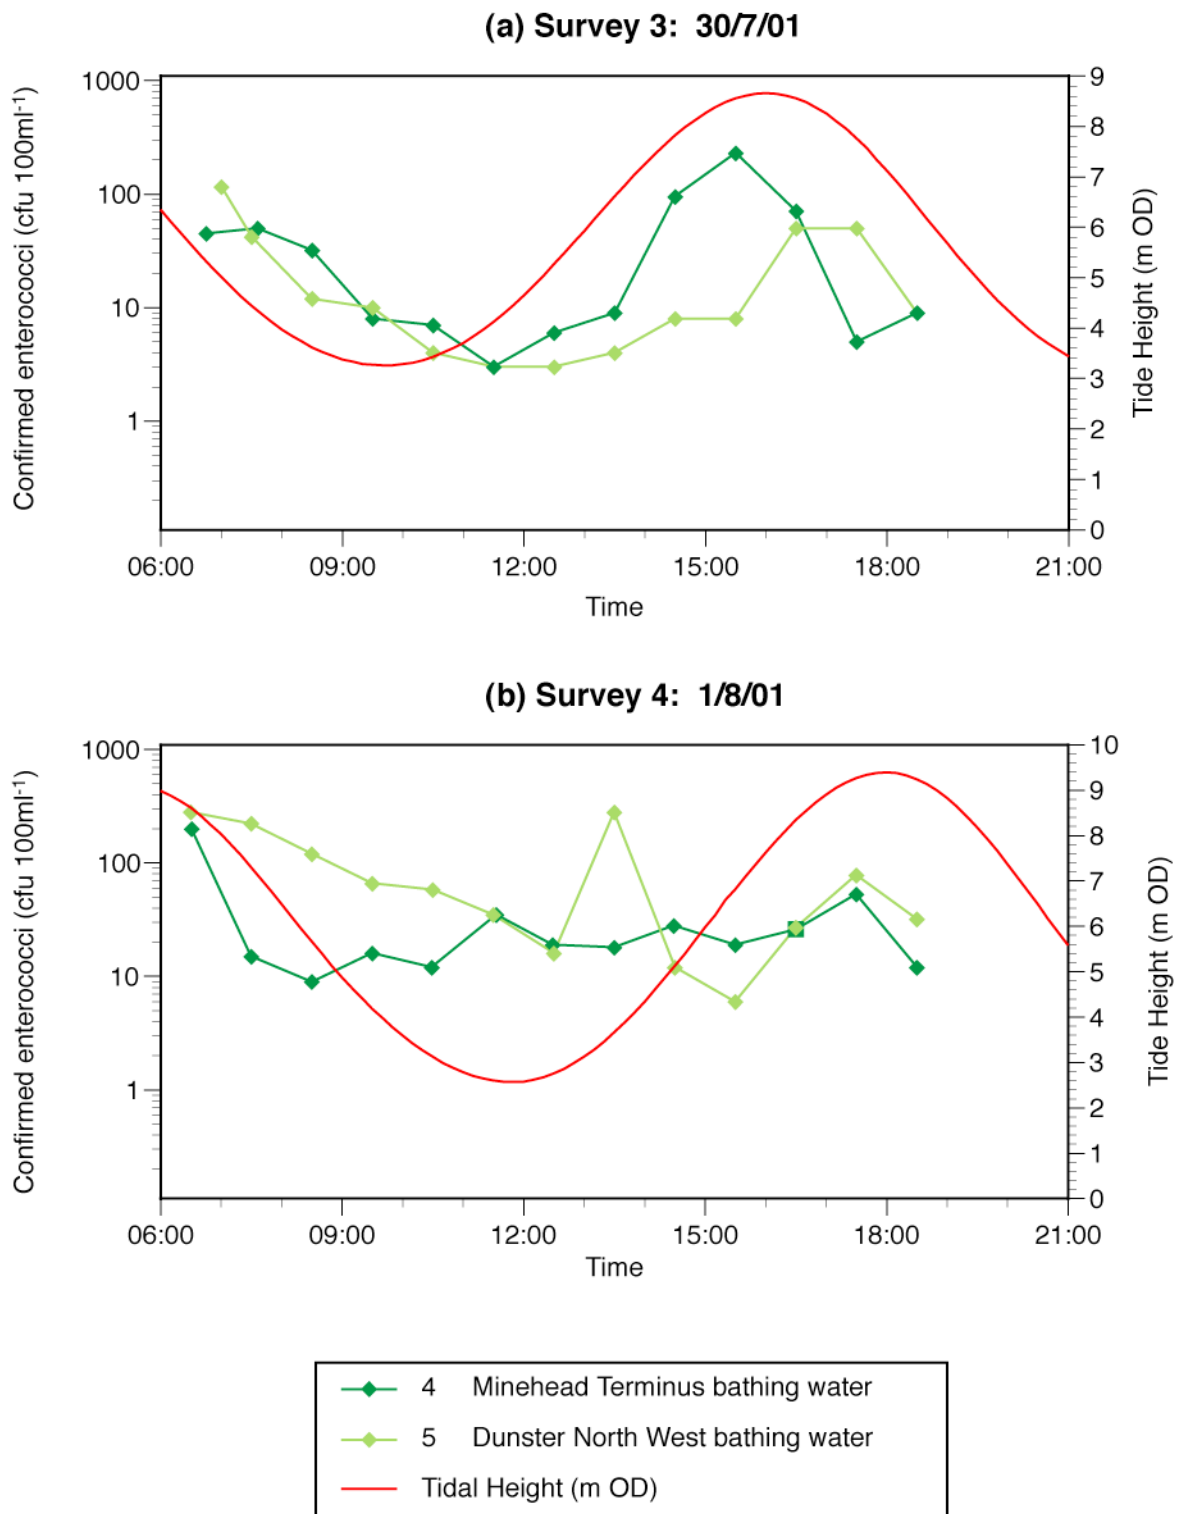 (a) Survey 3: 30/7/01
Confirmed enterococci (cfu 100ml-1)
1000
100
10
1
9
8
7
6
5
4
3
2
1
0
Tide Height (m OD)
06:00 09:00 12:00 15:00 18:00 21:00
Time
(b) Survey 4: 1/8/01
Confirmed enterococci (cfu 100ml-1)
1000
100
10
1
10
9
8
7
6
5
4
3
2
1
0
Tide Height (m OD)
06:00 09:00 12:00 15:00 18:00 21:00
Time
4 Minehead Terminus bathing water
5 Dunster North West bathing water
Tidal Height (m OD)